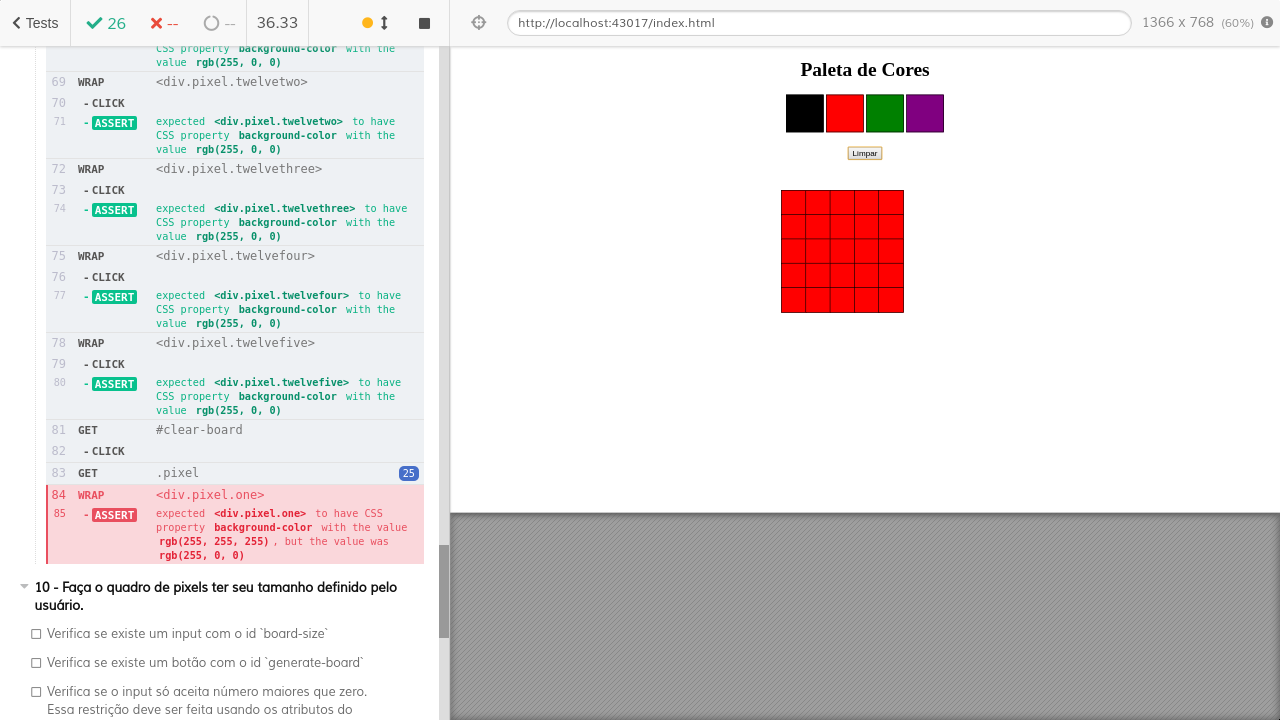 Tests 26 -- -- 36.33
http://localhost:43017/index.html 1366 x 768 (60%)
CSS property background-color with the
value rgb(255, 0, 0)
69 WRAP <div.pixel.twelvetwo>
70 - CLICK
71 - ASSERT expected <div.pixel.twelvetwo> to have
CSS property background-color with the
value rgb(255, 0, 0)
72 WRAP <div.pixel.twelvethree>
73 - CLICK
74 - ASSERT expected <div.pixel.twelvethree> to have
CSS property background-color with the
value rgb(255, 0, 0)
75 WRAP <div.pixel.twelvefour>
76 - CLICK
77 - ASSERT expected <div.pixel.twelvefour> to have
CSS property background-color with the
value rgb(255, 0, 0)
78 WRAP <div.pixel.twelvefive>
79 - CLICK
80 - ASSERT expected <div.pixel.twelvefive> to have
CSS property background-color with the
value rgb(255, 0, 0)
81 GET #clear-board
82 - CLICK
83 GET .pixel 25
84 WRAP <div.pixel.one>
85 - ASSERT expected <div.pixel.one> to have CSS
property background-color with the value
rgb(255, 255, 255) , but the value was
rgb(255, 0, 0)
10 - Faça o quadro de pixels ter seu tamanho definido pelo
usuário.
Verifica se existe um input com o id `board-size`
Verifica se existe um botão com o id `generate-board`
Verifica se o input só aceita número maiores que zero.
Essa restrição deve ser feita usando os atributos do
Paleta de Cores
Limpar